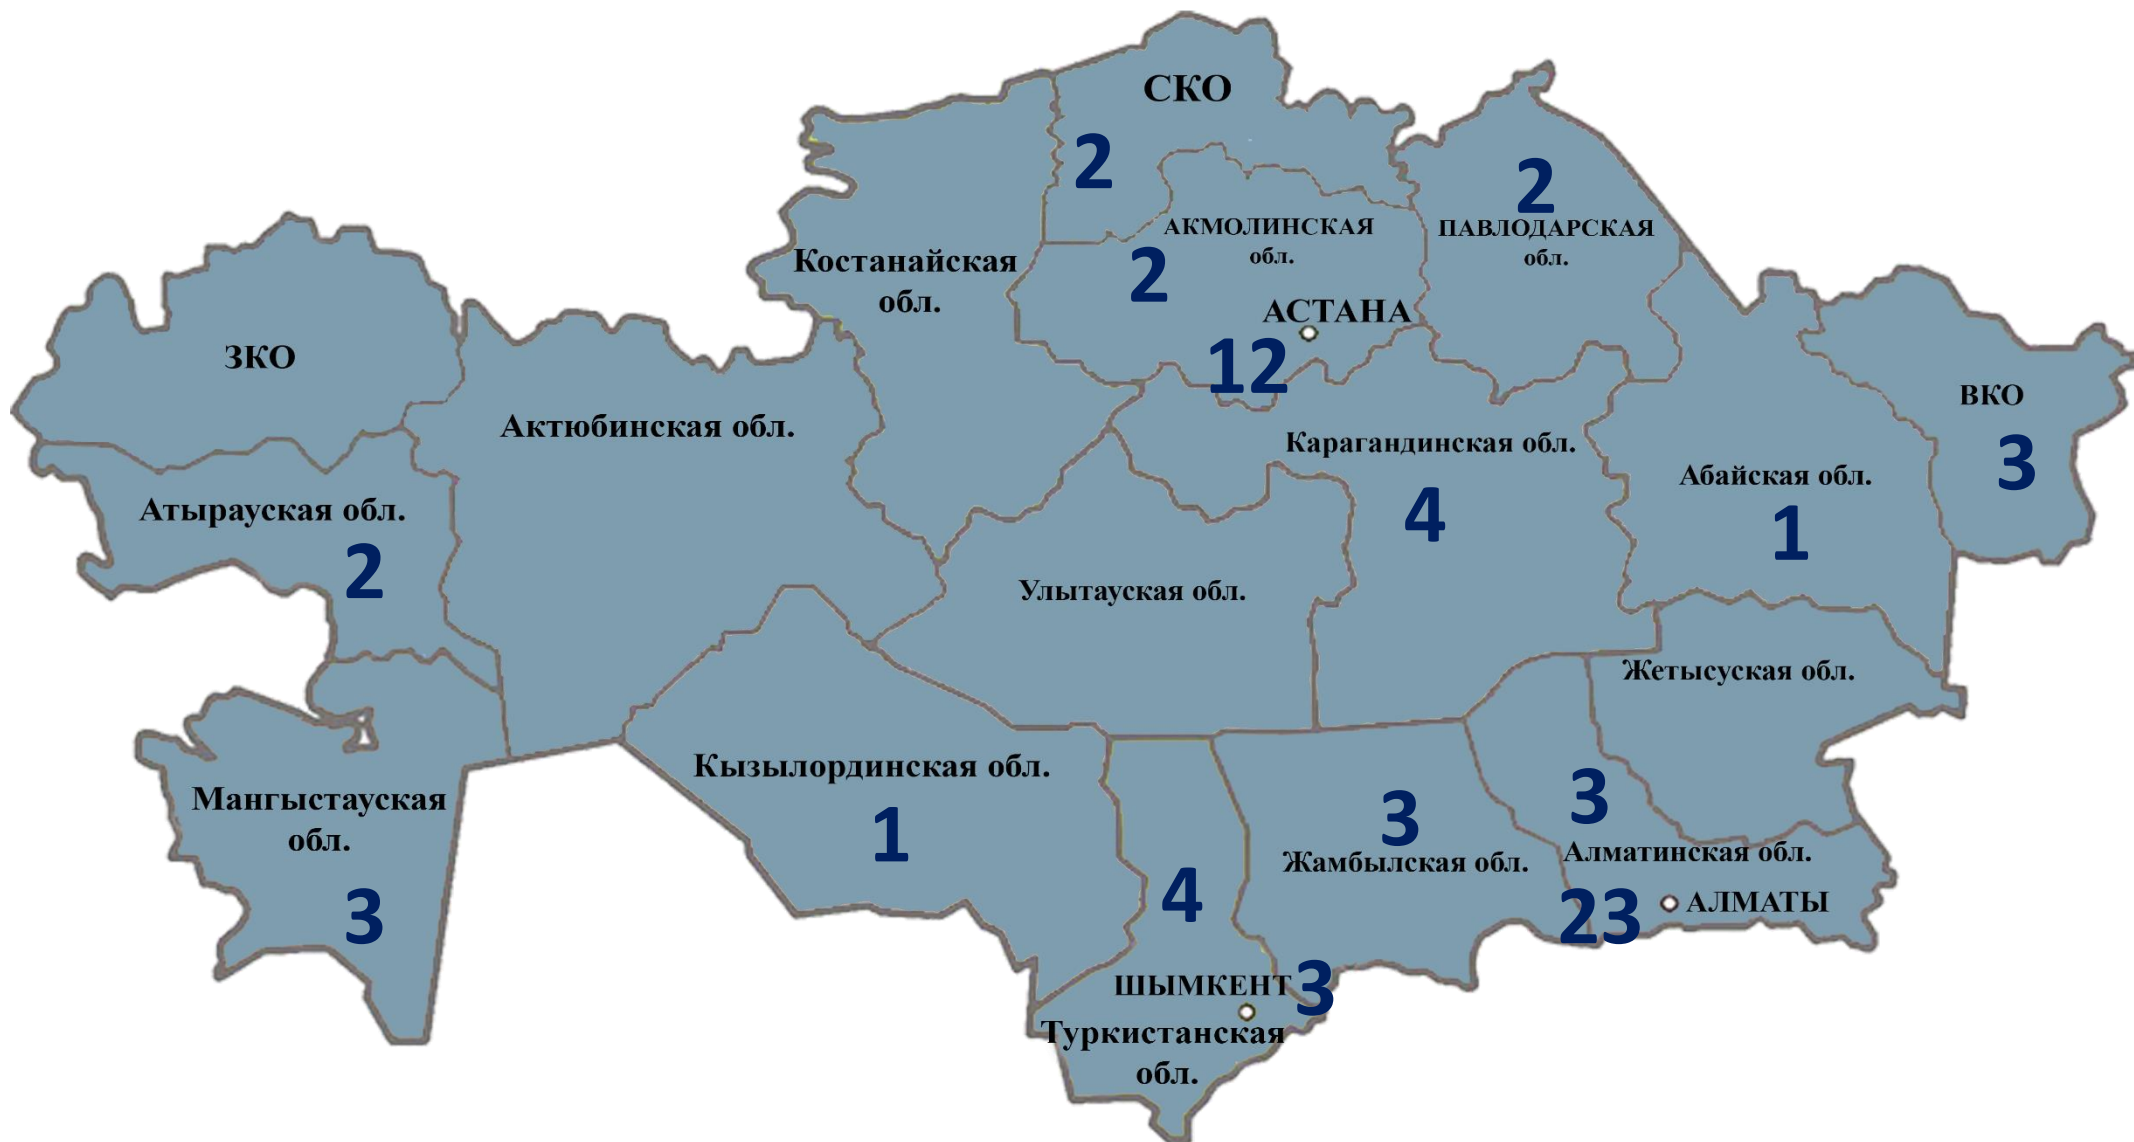 СКО
2
2
АКМОЛИНСКАЯ
обл.
2
ПАВЛОДАРСКАЯ
обл.
Костанайская
обл.
2
АСТАНА
12
ЗКО
ВКО
3
Актюбинская обл.
Карагандинская обл.
4
Абайская обл.
1
Атырауская обл.
2
Улытауская обл.
Жетысуская обл.
Кызылординская обл.
1
Мангыстауская
обл.
3
3
Жамбылская обл.
3
Алматинская обл.
23
АЛМАТЫ
4
ШЫМКЕНТ
3
Туркистанская
обл.